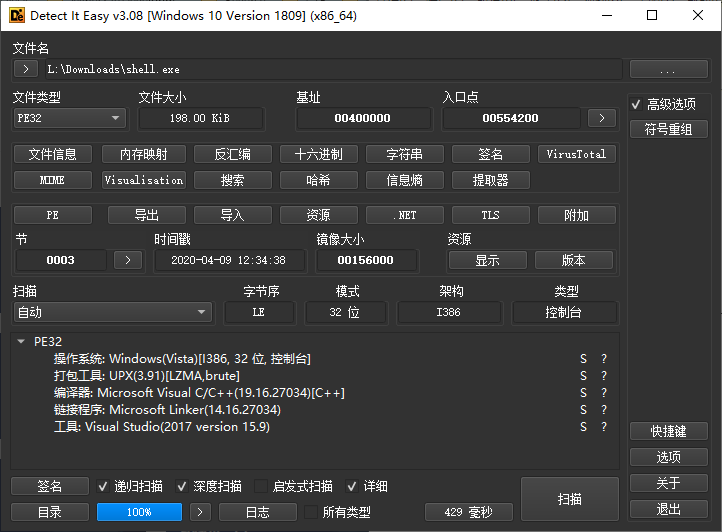 Detect It Easy v3.08 [Windows 10 Version 1809] (x86_64)
文件名
> L:\Downloads\shell.exe ...
文件类型 文件大小 基址 入口点
PE32 198.00 KiB 00400000 00554200 >
高级选项
符号重组
文件信息 内存映射 反汇编 十六进制 字符串 签名 VirusTotal
MIME Visualisation 搜索 哈希 信息熵 提取器
PE 导出 导入 资源 .NET TLS 附加
节 时间戳 镜像大小 资源
0003 > 2020-04-09 12:34:38 00156000 显示 版本
扫描 字节序 模式 架构 类型
自动 LE 32 位 I386 控制台
PE32
操作系统: Windows(Vista)[I386, 32 位, 控制台] S ?
打包工具: UPX(3.91)[LZMA,brute] S ?
编译器: Microsoft Visual C/C++(19.16.27034)[C++] S ?
链接程序: Microsoft Linker(14.16.27034) S ?
工具: Visual Studio(2017 version 15.9) S ?
快捷键
选项
关于
退出
签名 递归扫描 深度扫描 启发式扫描 详细
目录 100% > 日志 所有类型 429 毫秒 扫描